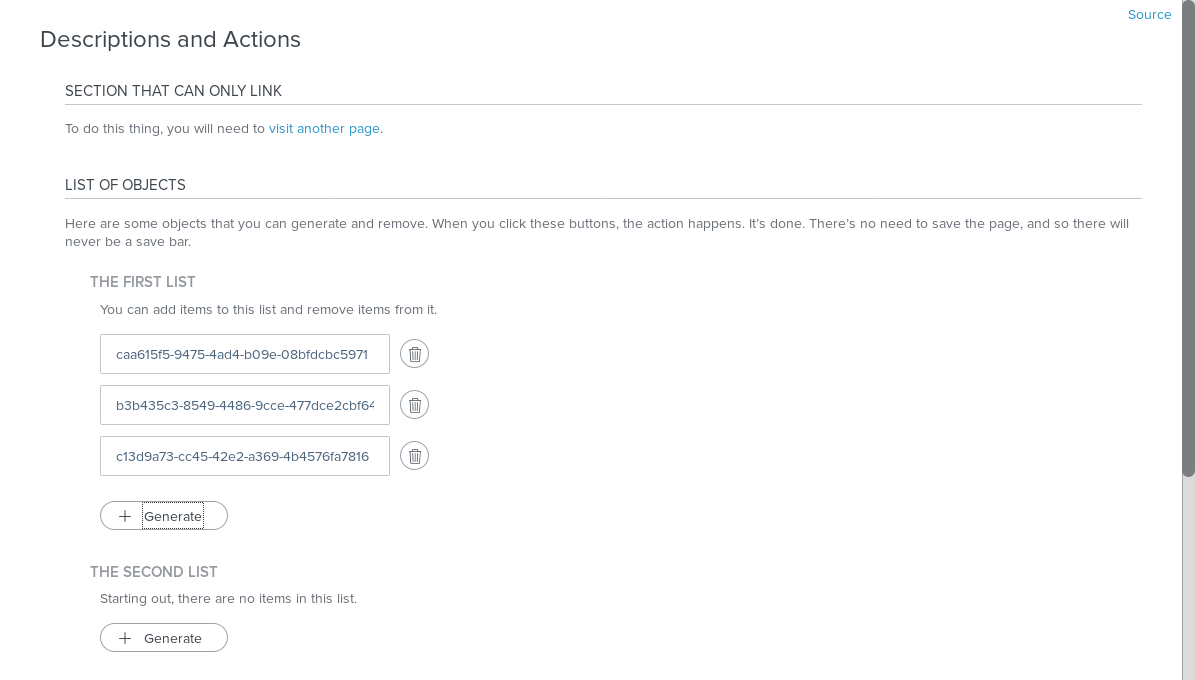 Source
Descriptions and Actions
SECTION THAT CAN ONLY LINK
To do this thing, you will need to visit another page.
LIST OF OBJECTS
Here are some objects that you can generate and remove. When you click these buttons, the action happens. It's done. There's no need to save the page, and so there will
never be a save bar.
THE FIRST LIST
You can add items to this list and remove items from it.
caa615f5-9475-4ad4-b09e-08bfdcbc5971
b3b435c3-8549-4486-9cce-477dce2cbf64
c13d9a73-cc45-42e2-a369-4b4576fa7816
Generate
THE SECOND LIST
Starting out, there are no items in this list.
Generate